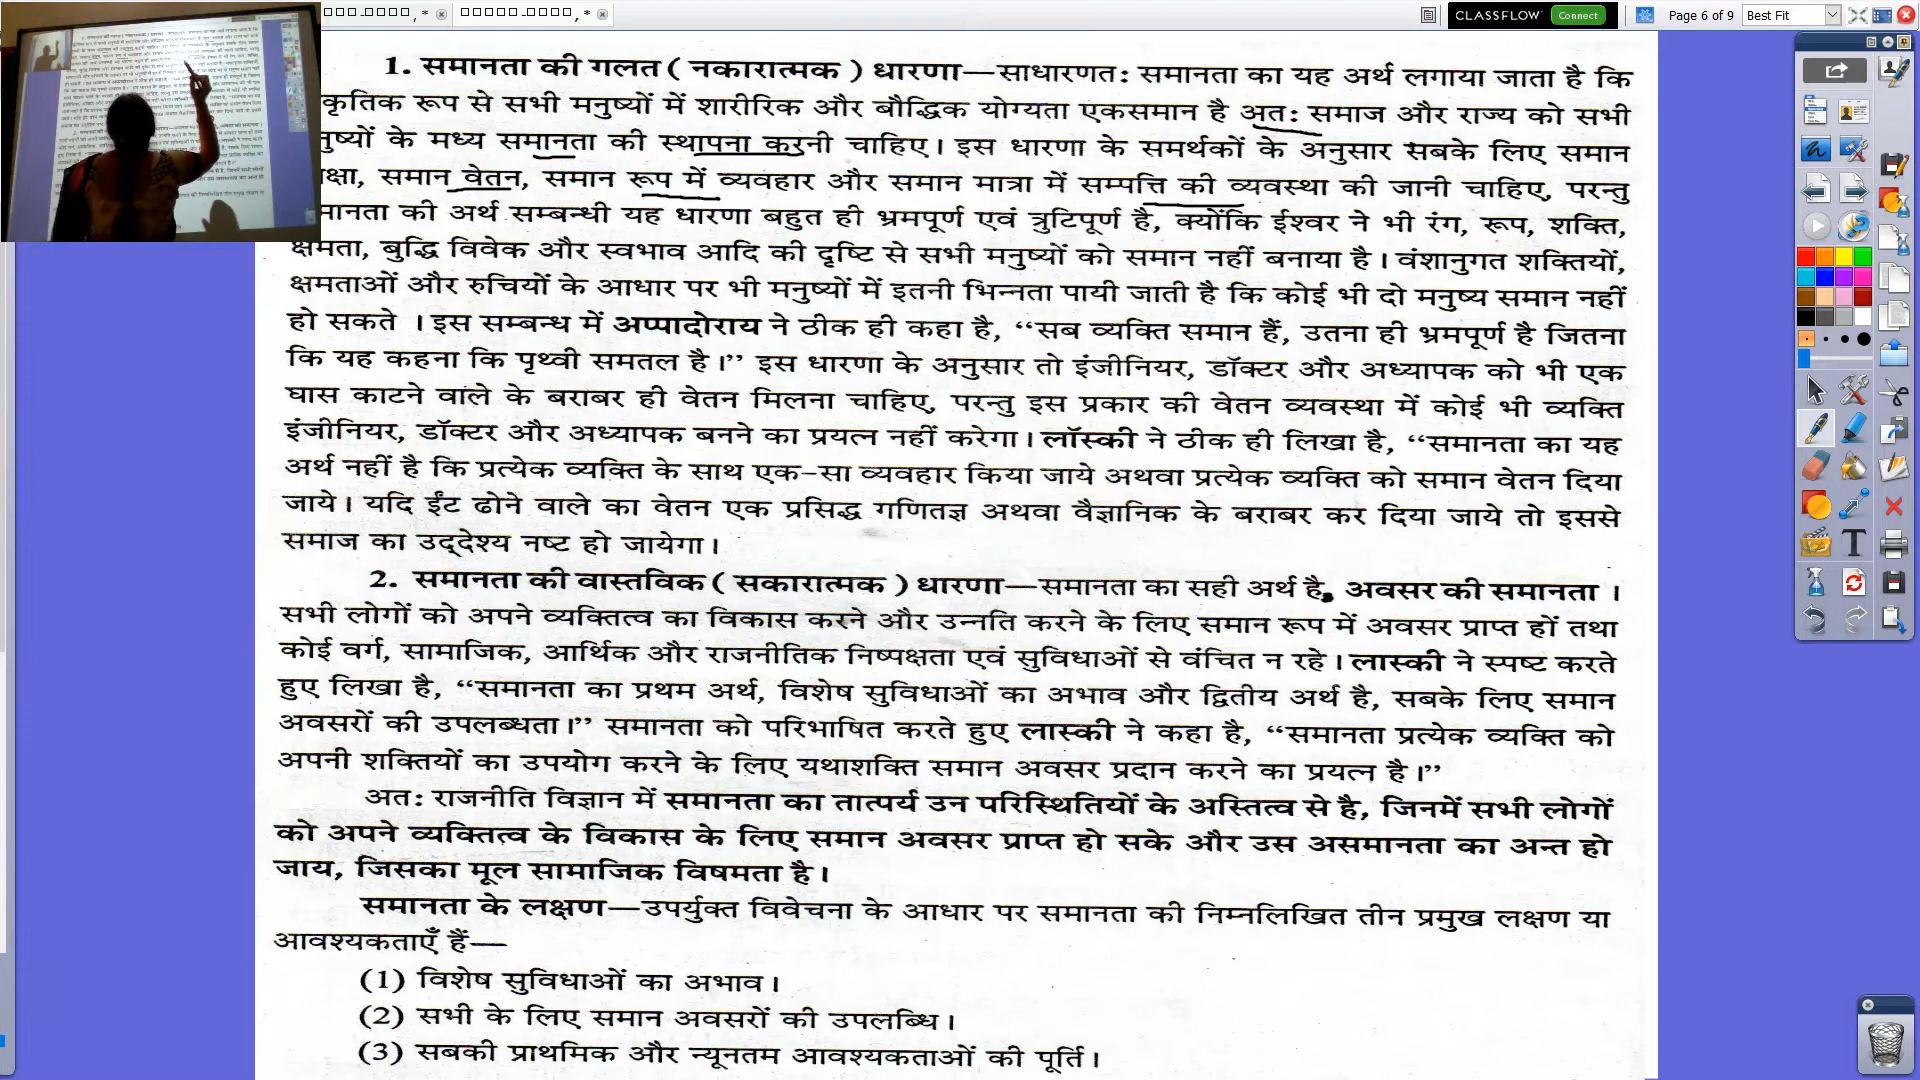 CLASSFLOW Connect
Page 6 of 9
Best Fit
1. समानता की गलत ( नकारात्मक ) धारणा—साधारणत: समानता का यह अर्थ लगाया जाता है कि
कृतिक रूप से सभी मनुष्यों में शारीरिक और बौद्धिक योग्यता एकसमान है अत: समाज और राज्य को सभी
नुष्यों के मध्य समानता की स्थापना करनी चाहिए। इस धारणा के समर्थकों के अनुसार सबके लिए समान
क्षा, समान वेतन, समान रूप में व्यवहार और समान मात्रा में सम्पत्ति की व्यवस्था की जानी चाहिए, परन्तु
मानता की अर्थ सम्बन्धी यह धारणा बहुत ही भ्रमपूर्ण एवं त्रुटिपूर्ण है, क्योंकि ईश्वर ने भी रंग, रूप, शक्ति,
क्षमता, बुद्धि विवेक और स्वभाव आदि की दृष्टि से सभी मनुष्यों को समान नहीं बनाया है। वंशानुगत शक्तियों,
क्षमताओं और रुचियों के आधार पर भी मनुष्यों में इतनी भिन्नता पायी जाती है कि कोई भी दो मनुष्य समान नहीं
हो सकते । इस सम्बन्ध में अप्पादोराय ने ठीक ही कहा है, “सब व्यक्ति समान हैं, उतना ही भ्रमपूर्ण है जितना
कि यह कहना कि पृथ्वी समतल है।” इस धारणा के अनुसार तो इंजीनियर, डॉक्टर और अध्यापक को भी एक
घास काटने वाले के बराबर ही वेतन मिलना चाहिए, परन्तु इस प्रकार की वेतन व्यवस्था में कोई भी व्यक्ति
इंजीनियर, डॉक्टर और अध्यापक बनने का प्रयत्न नहीं करेगा। लॉस्की ने ठीक ही लिखा है, “समानता का यह
अर्थ नहीं है कि प्रत्येक व्यक्ति के साथ एक-सा व्यवहार किया जाये अथवा प्रत्येक व्यक्ति को समान वेतन दिया
जाये। यदि ईंट ढोने वाले का वेतन एक प्रसिद्ध गणितज्ञ अथवा वैज्ञानिक के बराबर कर दिया जाये तो इससे
समाज का उद्देश्य नष्ट हो जायेगा।
2. समानता की वास्तविक ( सकारात्मक ) धारणा—समानता का सही अर्थ है, अवसर की समानता ।
सभी लोगों को अपने व्यक्तित्व का विकास करने और उन्नति करने के लिए समान रूप में अवसर प्राप्त हों तथा
कोई वर्ग, सामाजिक, आर्थिक और राजनीतिक निष्पक्षता एवं सुविधाओं से वंचित न रहे। लास्की ने स्पष्ट करते
हुए लिखा है, “समानता का प्रथम अर्थ, विशेष सुविधाओं का अभाव और द्वितीय अर्थ है, सबके लिए समान
अवसरों की उपलब्धता।” समानता को परिभाषित करते हुए लास्की ने कहा है, “समानता प्रत्येक व्यक्ति को
अपनी शक्तियों का उपयोग करने के लिए यथाशक्ति समान अवसर प्रदान करने का प्रयत्न है।”
अत: राजनीति विज्ञान में समानता का तात्पर्य उन परिस्थितियों के अस्तित्व से है, जिनमें सभी लोगों
को अपने व्यक्तित्व के विकास के लिए समान अवसर प्राप्त हो सके और उस असमानता का अन्त हो
जाय, जिसका मूल सामाजिक विषमता है।
समानता के लक्षण—उपर्युक्त विवेचना के आधार पर समानता की निम्नलिखित तीन प्रमुख लक्षण या
आवश्यकताएँ हैं—
(1) विशेष सुविधाओं का अभाव।
(2) सभी के लिए समान अवसरों की उपलब्धि।
(3) सबकी प्राथमिक और न्यूनतम आवश्यकताओं की पूर्ति।